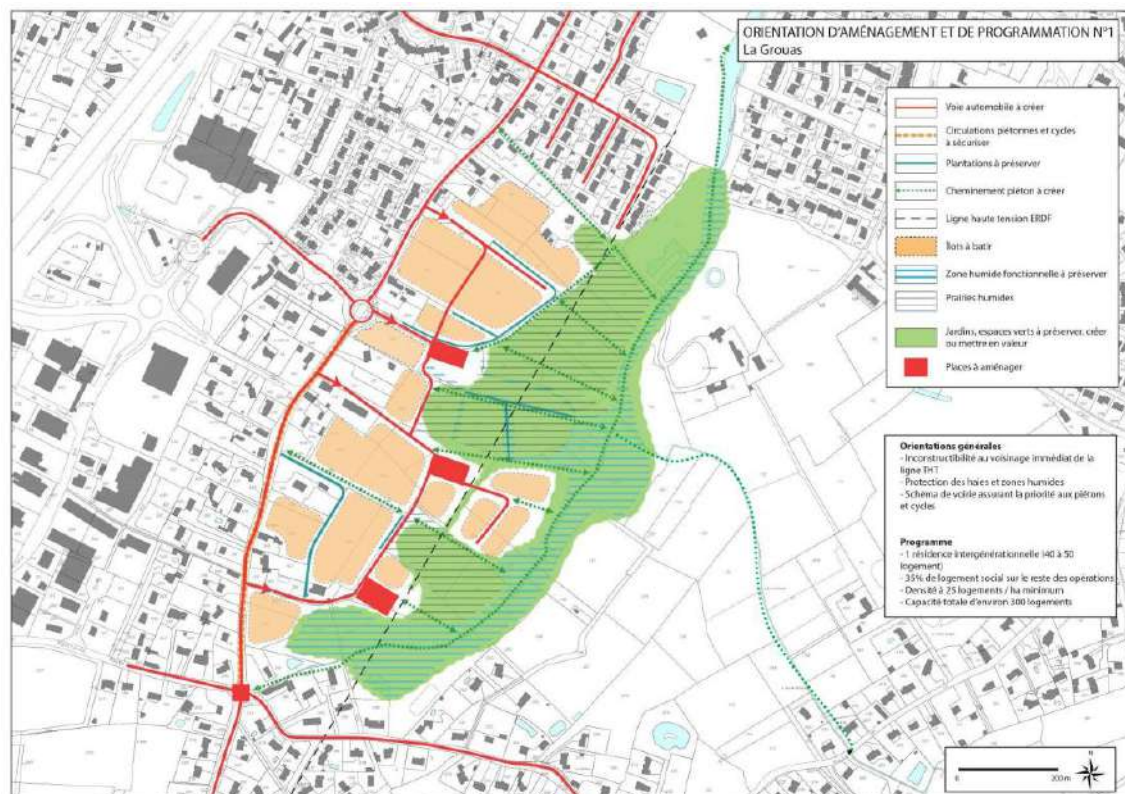 ORIENTATION D'AMÉNAGEMENT ET DE PROGRAMMATION N°1
La Grouas
Voie automobile à créer
Circulations piétonnes et cycles
à sécuriser
Plantations à préserver
Cheminement piéton à créer
Ligne haute tension ERDF
Îlots à batir
Zone humide fonctionnelle à préserver
Prairies humides
Jardins, espaces verts à préserver, créer
ou mettre en valeur
Places à aménager
Orientations générales
- Inconstructibilité au voisinage immédiat de la
ligne THT
- Protection des haies et zones humides
- Schéma de voirie assurant la priorité aux piétons
et cycles
Programme
- 1 résidence intergénérationnelle (40 à 50
logement)
- 35% de logement social sur le reste des opérations
- Densité à 25 logements / ha minimum
- Capacité totale d'environ 300 logements
N
0 200 m